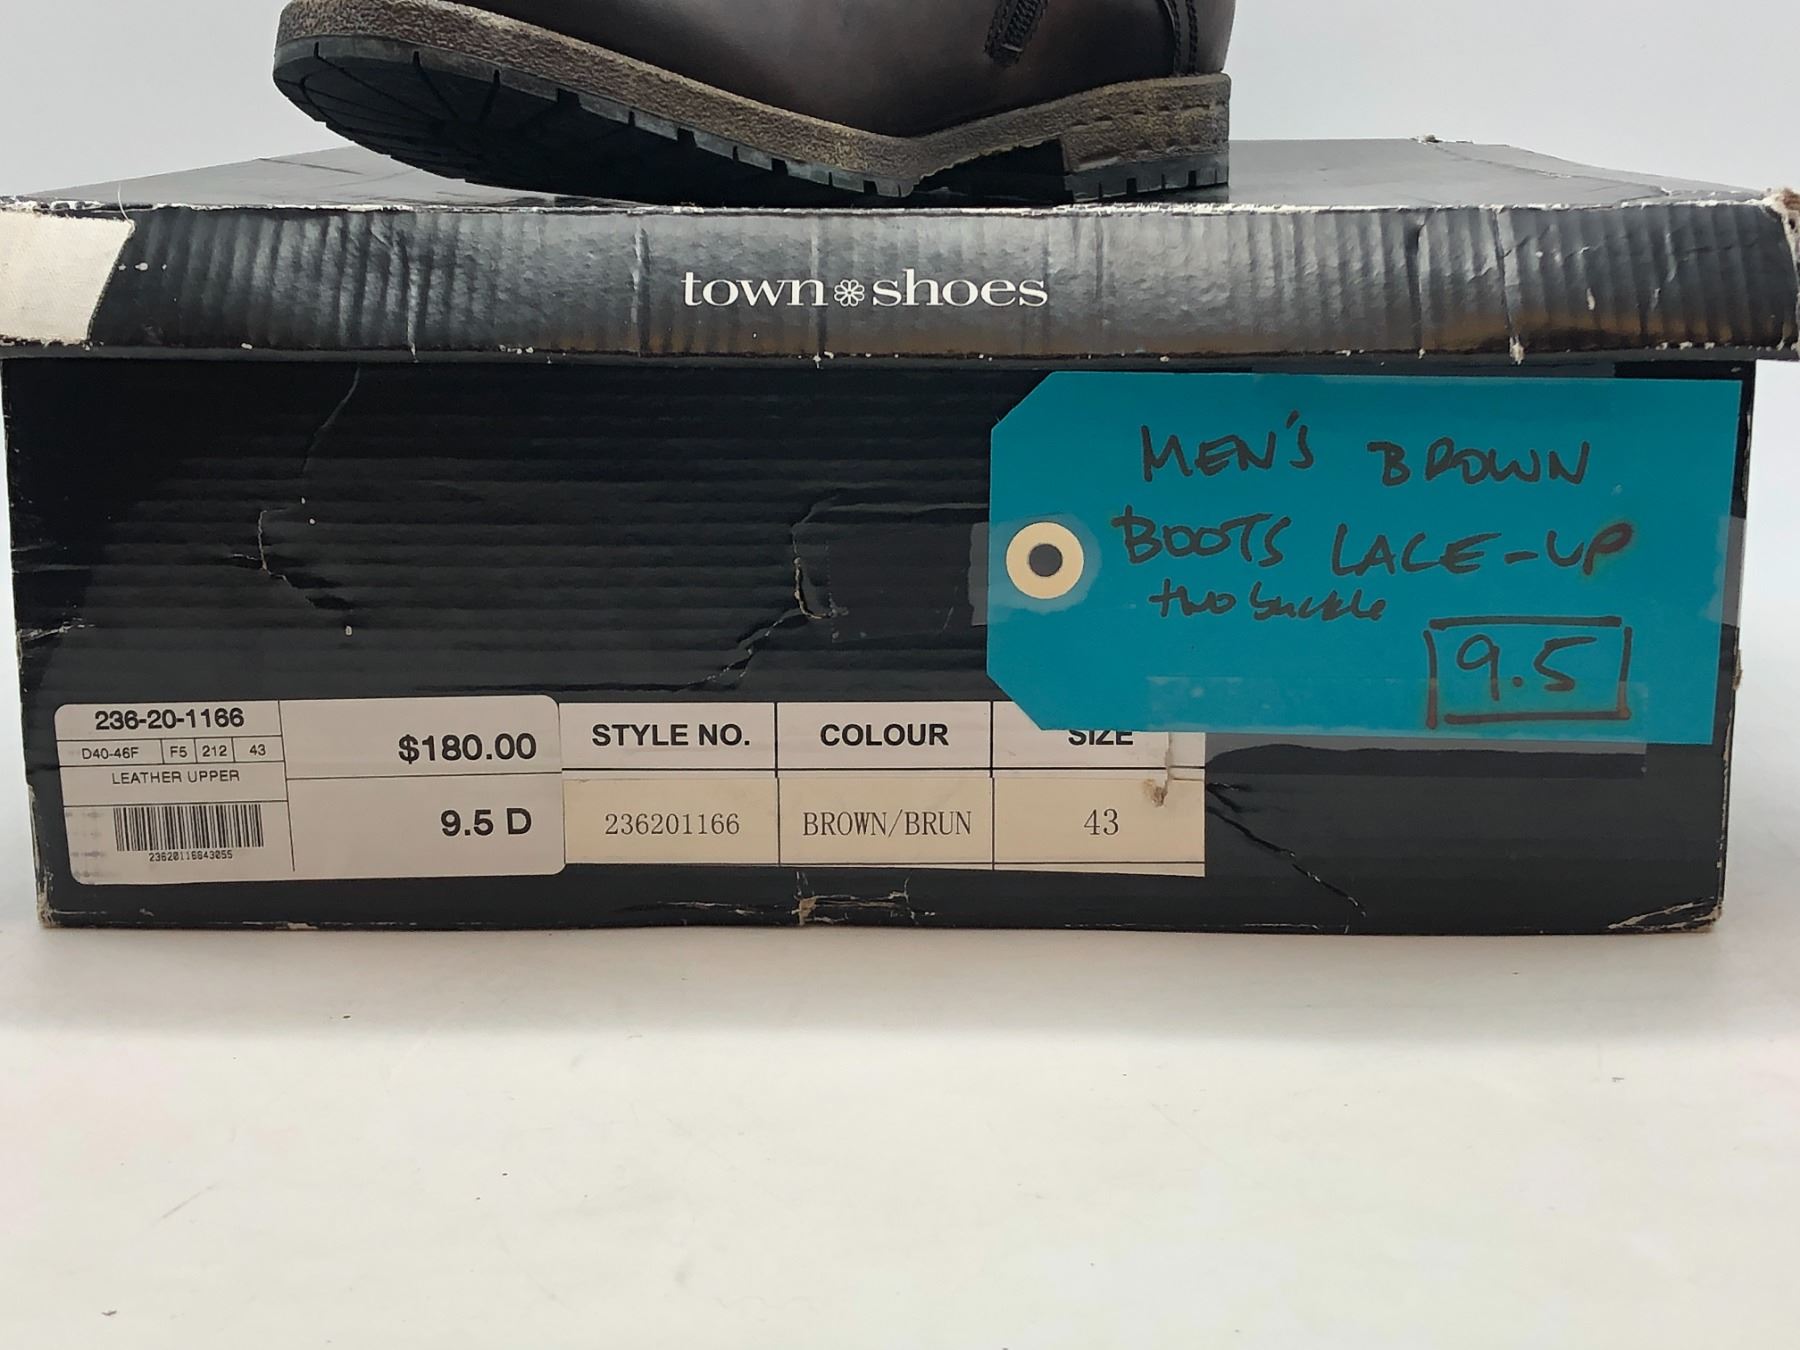 town shoes
MEN'S BROWN
BOOTS LACE-UP
two buckle
9.5
236-20-1166
D40-46F F5 212 43
LEATHER UPPER
23620116643055
$180.00
9.5 D
STYLE NO. COLOUR SIZE
236201166 BROWN/BRUN 43